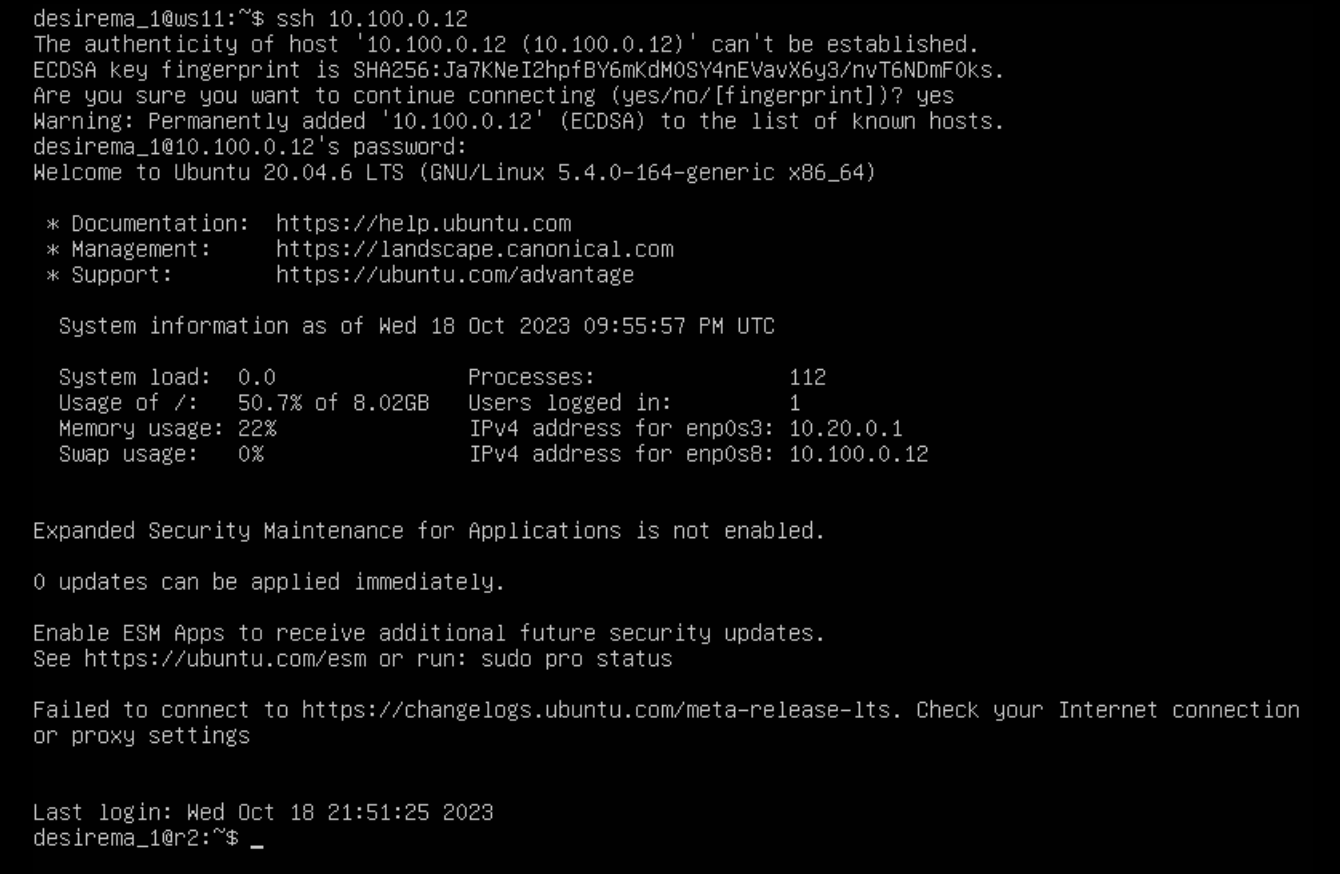 desirema_1@ws11:~$ ssh 10.100.0.12
The authenticity of host '10.100.0.12 (10.100.0.12)' can't be established.
ECDSA key fingerprint is SHA256:Ja7KNeI2hpfBY6mKdMOSY4nEVavX6y3/nvT6NDmF0ks.
Are you sure you want to continue connecting (yes/no/[fingerprint])? yes
Warning: Permanently added '10.100.0.12' (ECDSA) to the list of known hosts.
desirema_1@10.100.0.12's password:
Welcome to Ubuntu 20.04.6 LTS (GNU/Linux 5.4.0-164-generic x86_64)
* Documentation:  https://help.ubuntu.com
* Management:     https://landscape.canonical.com
* Support:        https://ubuntu.com/advantage
System information as of Wed 18 Oct 2023 09:55:57 PM UTC
System load:  0.0               Processes:               112
Usage of /:   50.7% of 8.02GB   Users logged in:         1
Memory usage: 22%               IPv4 address for enp0s3: 10.20.0.1
Swap usage:   0%                IPv4 address for enp0s8: 10.100.0.12
Expanded Security Maintenance for Applications is not enabled.
0 updates can be applied immediately.
Enable ESM Apps to receive additional future security updates.
See https://ubuntu.com/esm or run: sudo pro status
Failed to connect to https://changelogs.ubuntu.com/meta-release-lts. Check your Internet connection
or proxy settings
Last login: Wed Oct 18 21:51:25 2023
desirema_1@r2:~$ _